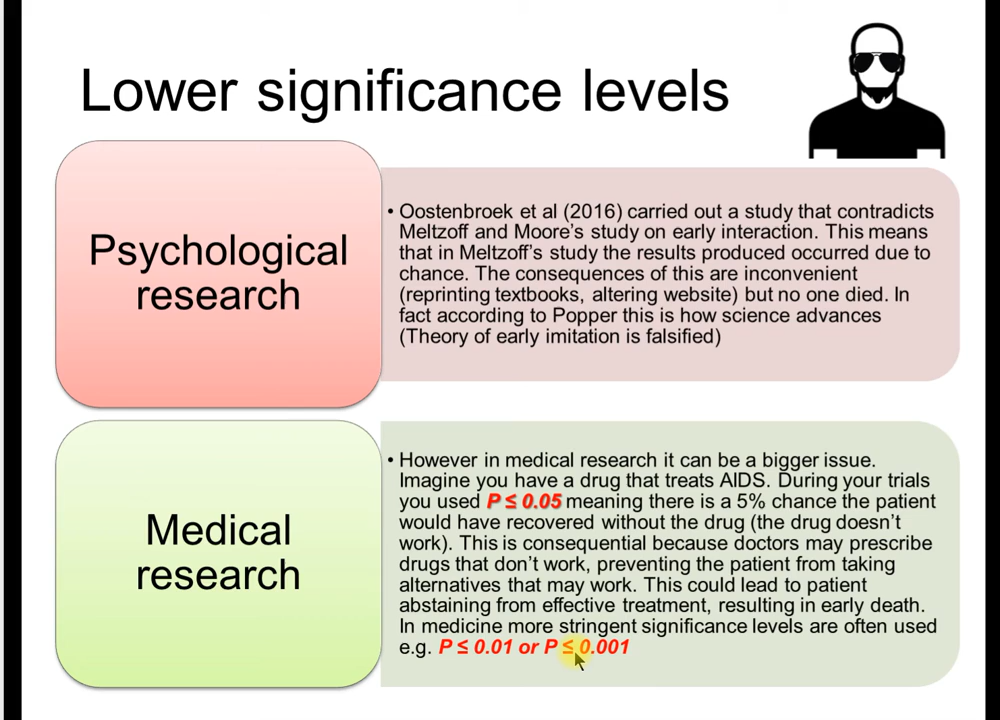 Lower significance levels
Psychological
research
• Oostenbroek et al (2016) carried out a study that contradicts
Meltzoff and Moore's study on early interaction. This means
that in Meltzoff's study the results produced occurred due to
chance. The consequences of this are inconvenient
(reprinting textbooks, altering website) but no one died. In
fact according to Popper this is how science advances
(Theory of early imitation is falsified)
Medical
research
• However in medical research it can be a bigger issue.
Imagine you have a drug that treats AIDS. During your trials
you used P ≤ 0.05 meaning there is a 5% chance the patient
would have recovered without the drug (the drug doesn't
work). This is consequential because doctors may prescribe
drugs that don't work, preventing the patient from taking
alternatives that may work. This could lead to patient
abstaining from effective treatment, resulting in early death.
In medicine more stringent significance levels are often used
e.g. P ≤ 0.01 or P ≤ 0.001